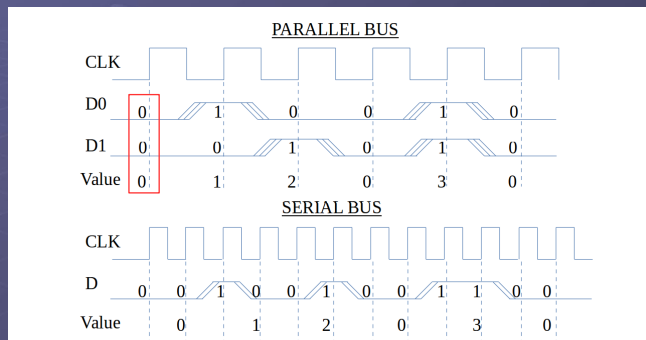 PARALLEL BUS
CLK
D0 0 1 0 0 1 0
D1 0 0 1 0 1 0
Value 0 1 2 0 3 0
SERIAL BUS
CLK
D 0 0 1 0 0 1 0 0 1 1 0 0
Value 0 1 2 0 3 0